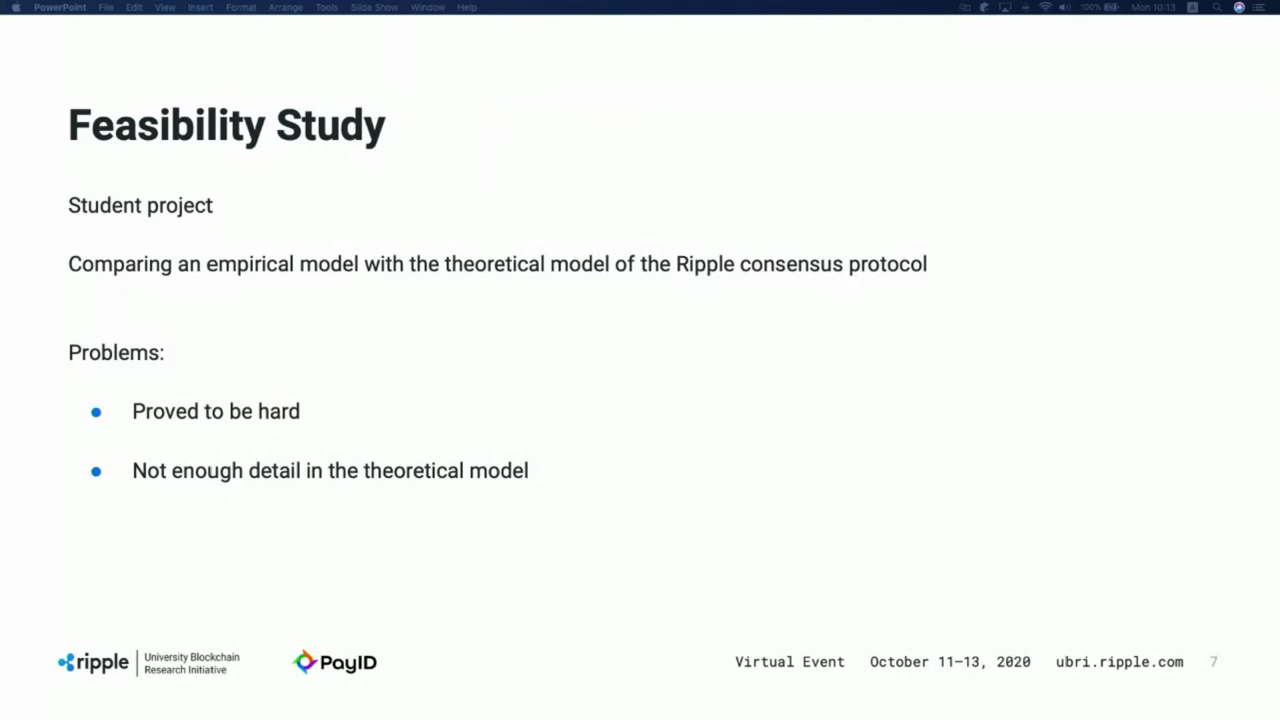 PowerPoint File Edit View Insert Format Arrange Tools Slide Show Window Help 100% Mon 10:13 A
Feasibility Study
Student project
Comparing an empirical model with the theoretical model of the Ripple consensus protocol
Problems:
Proved to be hard
Not enough detail in the theoretical model
ripple
University Blockchain
Research Initiative
PayID
Virtual Event October 11–13, 2020 ubri.ripple.com 7